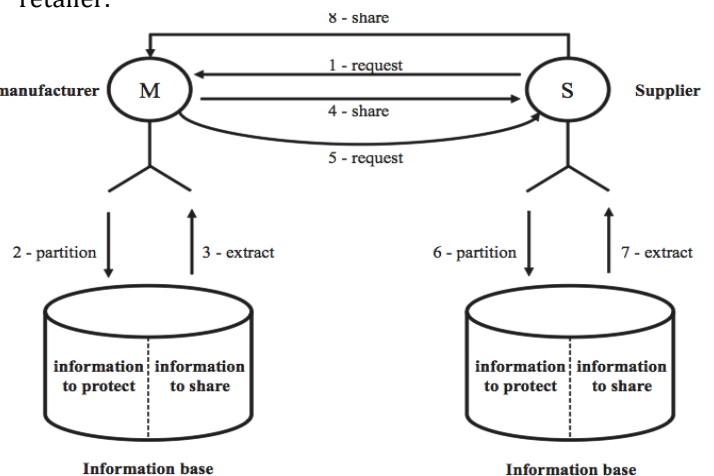 retailer.
8 - share
1 - request
manufacturer
M
S
Supplier
4 - share
5 - request
2 - partition
3 - extract
6 - partition
7 - extract
information
to protect
information
to share
information
to protect
information
to share
Information base
Information base